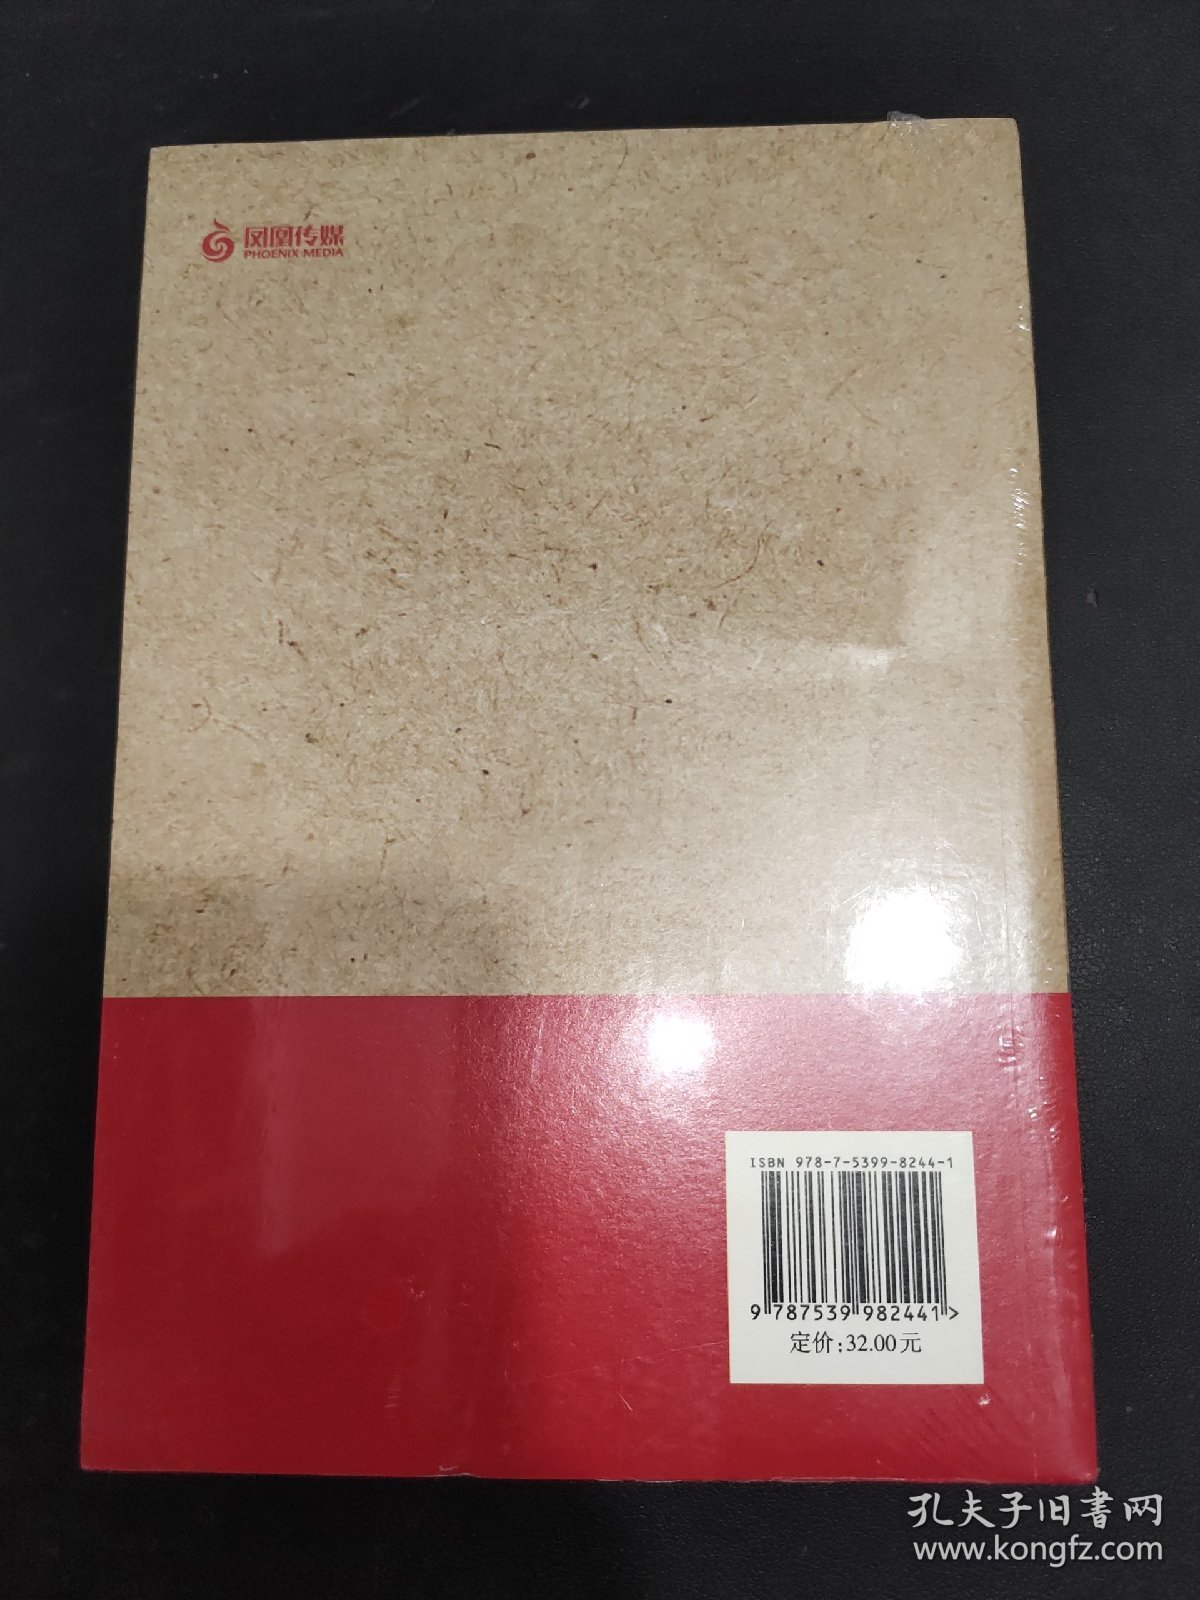 凤凰传媒
PHOENIX MEDIA
ISBN 978-7-5399-8244-1
9 787539 982441 >
定价:32.00元
孔夫子旧书网
www.kongfz.com